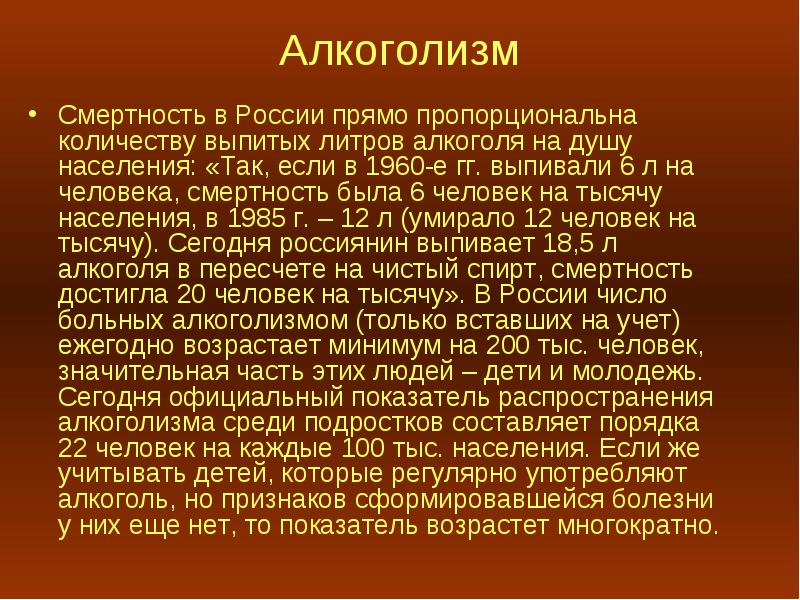 Алкоголизм
• Смертность в России прямо пропорциональна
количеству выпитых литров алкоголя на душу
населения: «Так, если в 1960-е гг. выпивали 6 л на
человека, смертность была 6 человек на тысячу
населения, в 1985 г. – 12 л (умирало 12 человек на
тысячу). Сегодня россиянин выпивает 18,5 л
алкоголя в пересчете на чистый спирт, смертность
достигла 20 человек на тысячу». В России число
больных алкоголизмом (только вставших на учет)
ежегодно возрастает минимум на 200 тыс. человек,
значительная часть этих людей – дети и молодежь.
Сегодня официальный показатель распространения
алкоголизма среди подростков составляет порядка
22 человек на каждые 100 тыс. населения. Если же
учитывать детей, которые регулярно употребляют
алкоголь, но признаков сформировавшейся болезни
у них еще нет, то показатель возрастет многократно.